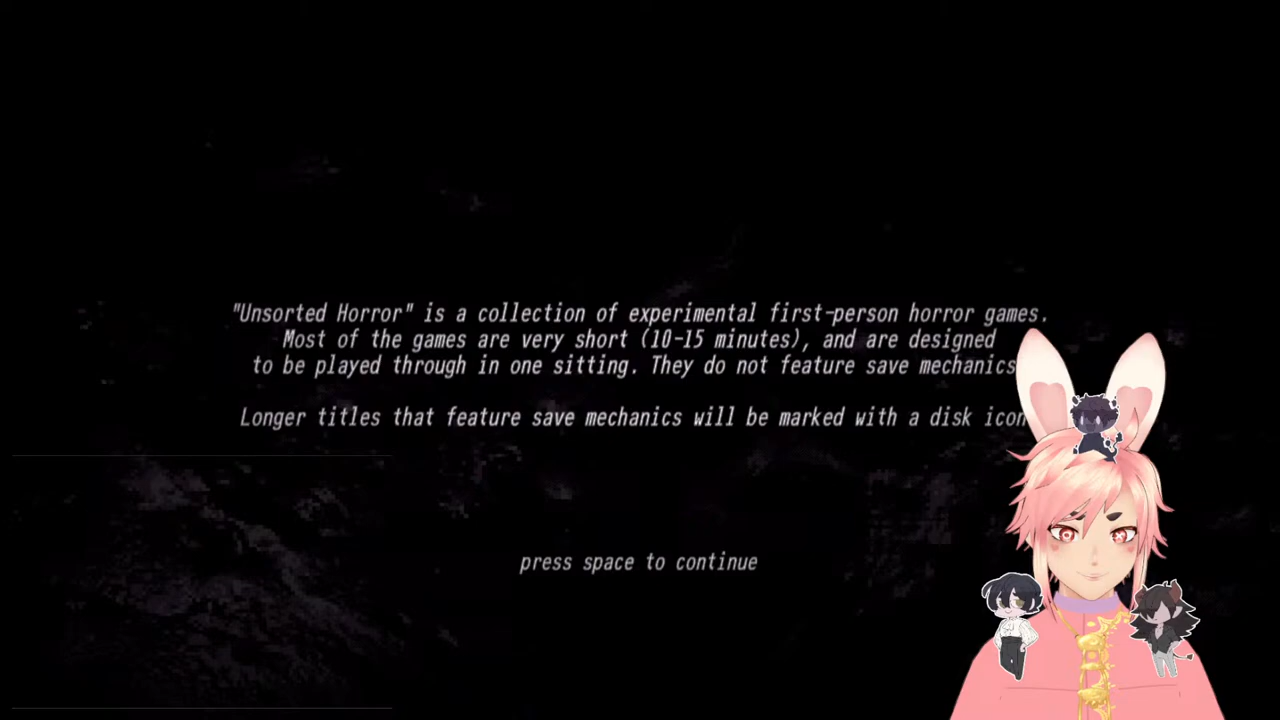 "Unsorted Horror" is a collection of experimental first-person horror games.
Most of the games are very short (10-15 minutes), and are designed
to be played through in one sitting. They do not feature save mechanics
Longer titles that feature save mechanics will be marked with a disk icon
press space to continue